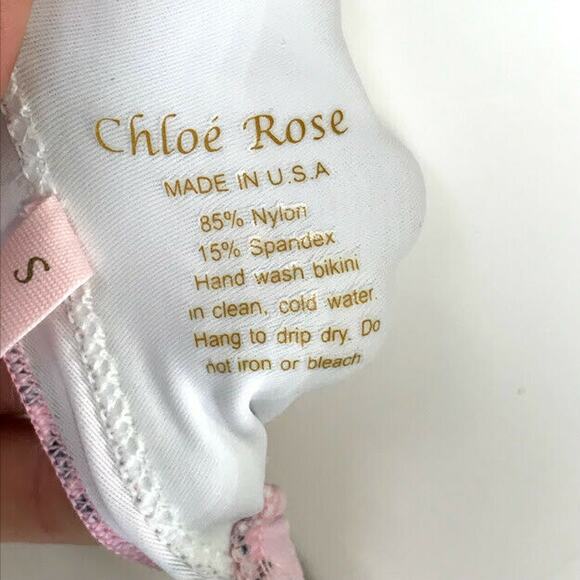 Chloé Rose
MADE IN U.S.A
85% Nylon
15% Spandex
Hand wash bikini
in clean, cold water.
Hang to drip dry. Do
not iron or bleach
S